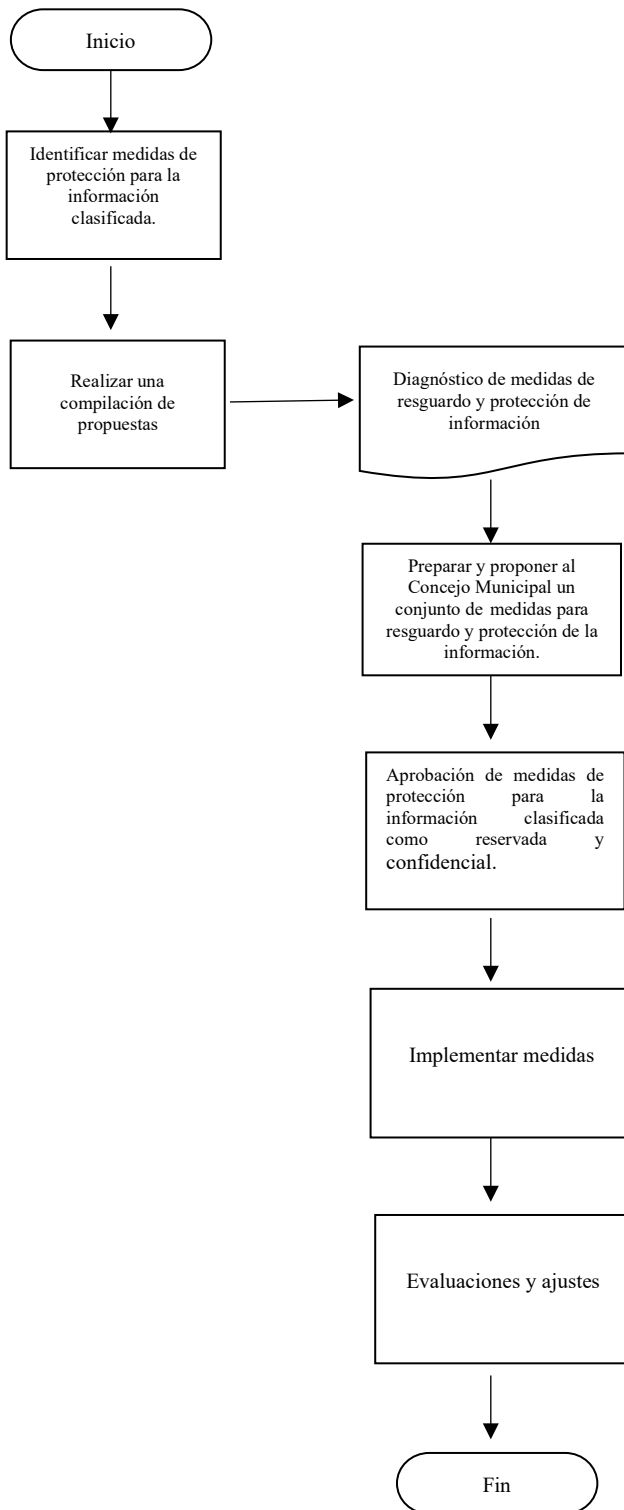 Inicio
Identificar medidas de
protección para la
información
clasificada.
Realizar una
compilación de
propuestas
Diagnóstico de medidas de
resguardo y protección de
información
Preparar y proponer al
Concejo Municipal un
conjunto de medidas para
resguardo y protección de la
información.
Aprobación de medidas de
protección para la
información clasificada
como reservada y
confidencial.
Implementar medidas
Evaluaciones y ajustes
Fin